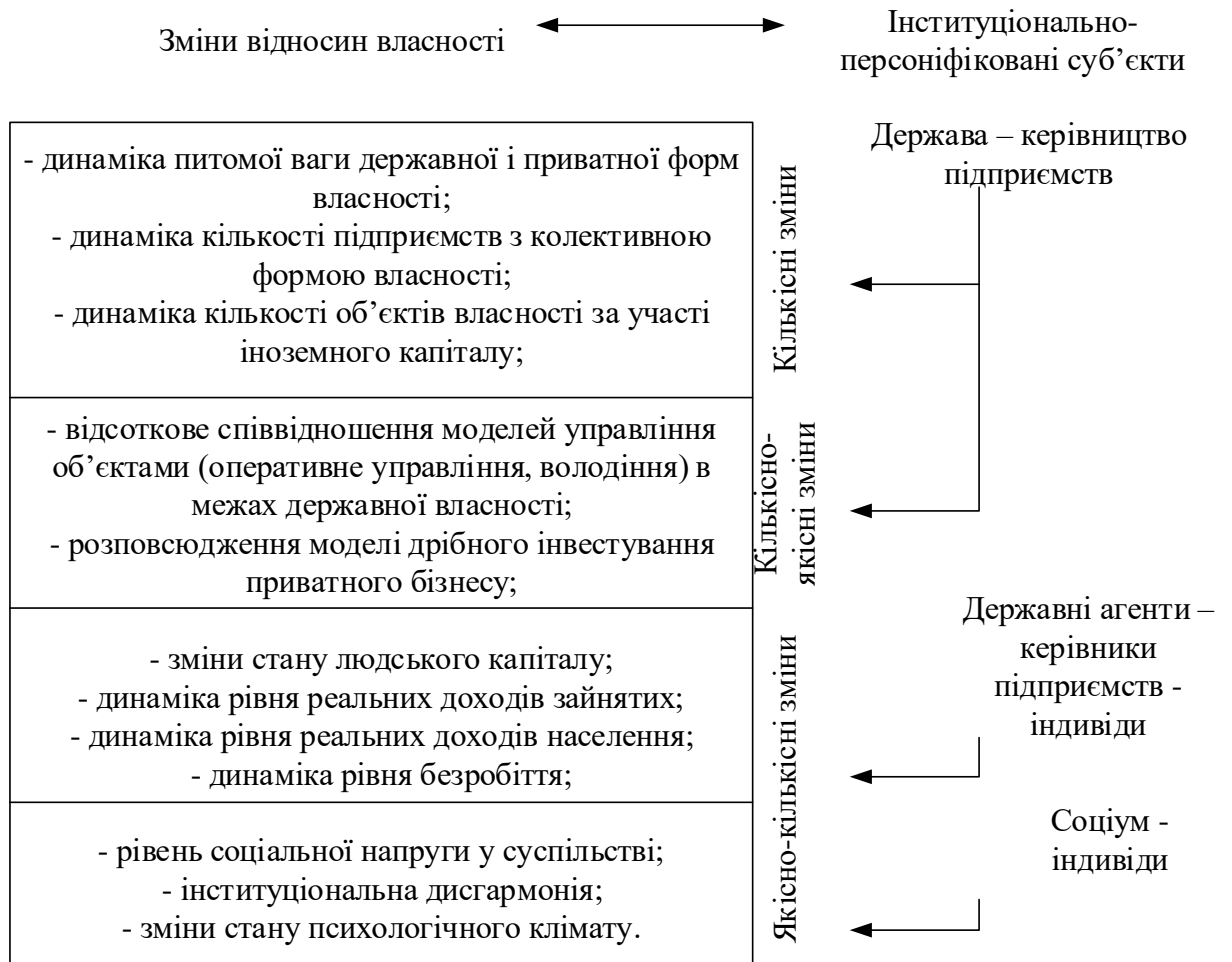 Зміни відносин власності
Інституціонально-
персоніфіковані суб’єкти
- динаміка питомої ваги державної і приватної форм
власності;
- динаміка кількості підприємств з колективною
формою власності;
- динаміка кількості об’єктів власності за участі
іноземного капіталу;
Кількісні зміни
Держава – керівництво
підприємств
- відсоткове співвідношення моделей управління
об’єктами (оперативне управління, володіння) в
межах державної власності;
- розповсюдження моделі дрібного інвестування
приватного бізнесу;
Кількісно-
якісні зміни
- зміни стану людського капіталу;
- динаміка рівня реальних доходів зайнятих;
- динаміка рівня реальних доходів населення;
- динаміка рівня безробіття;
Якісно-кількісні зміни
Державні агенти –
керівники
підприємств -
індивіди
- рівень соціальної напруги у суспільстві;
- інституціональна дисгармонія;
- зміни стану психологічного клімату.
Соціум -
індивіди